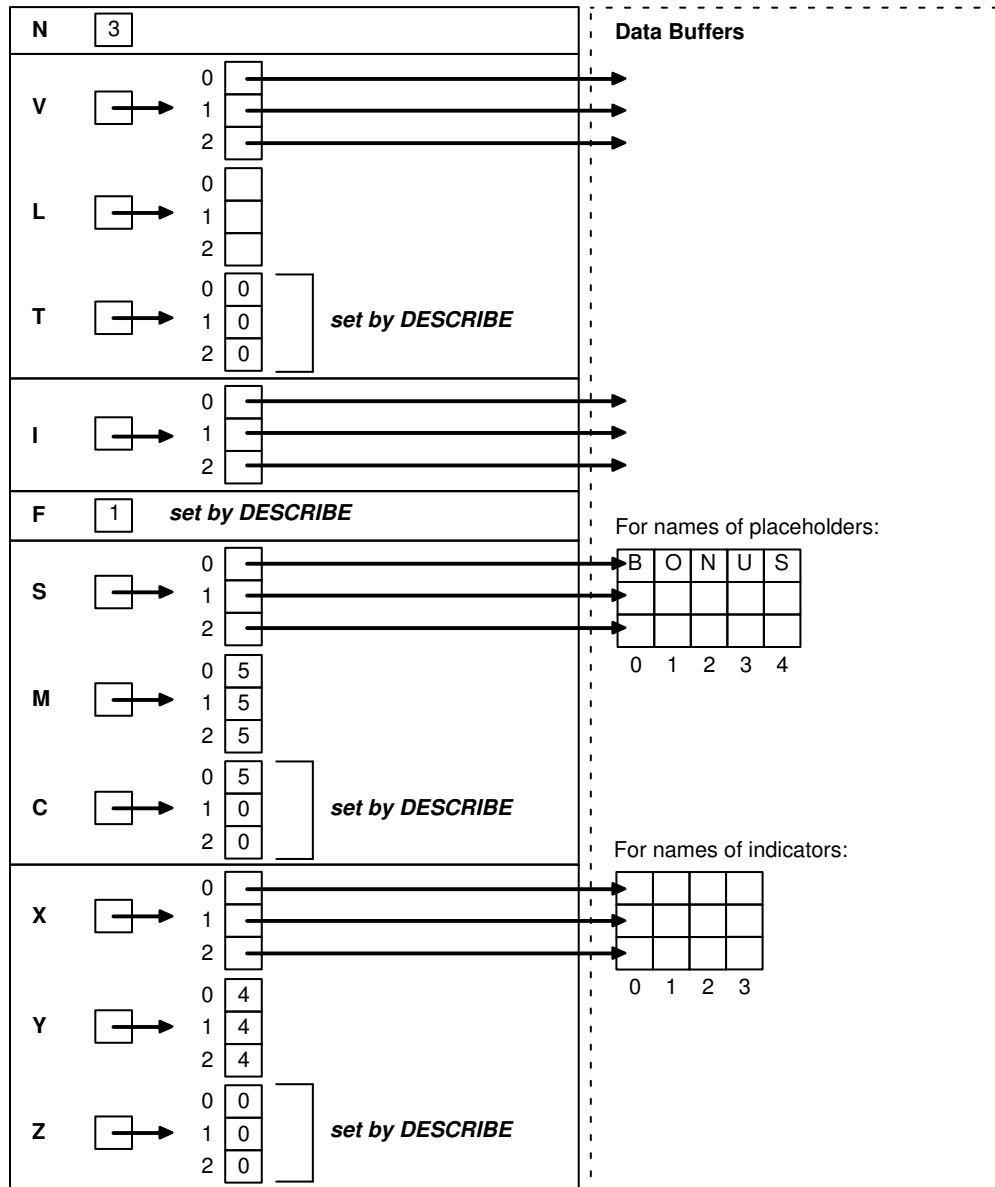 N 3 Data Buffers
0
V 1
2
0
L 1
2
0 0
T 1 0 set by DESCRIBE
2 0
0
I 1
2
F 1 set by DESCRIBE
For names of placeholders:
0 B O N U S
S 1
2
0 1 2 3 4
0 5
M 1 5
2 5
0 5
C 1 0 set by DESCRIBE
2 0
For names of indicators:
0
X 1
2
0 1 2 3
0 4
Y 1 4
2 4
0 0
Z 1 0 set by DESCRIBE
2 0